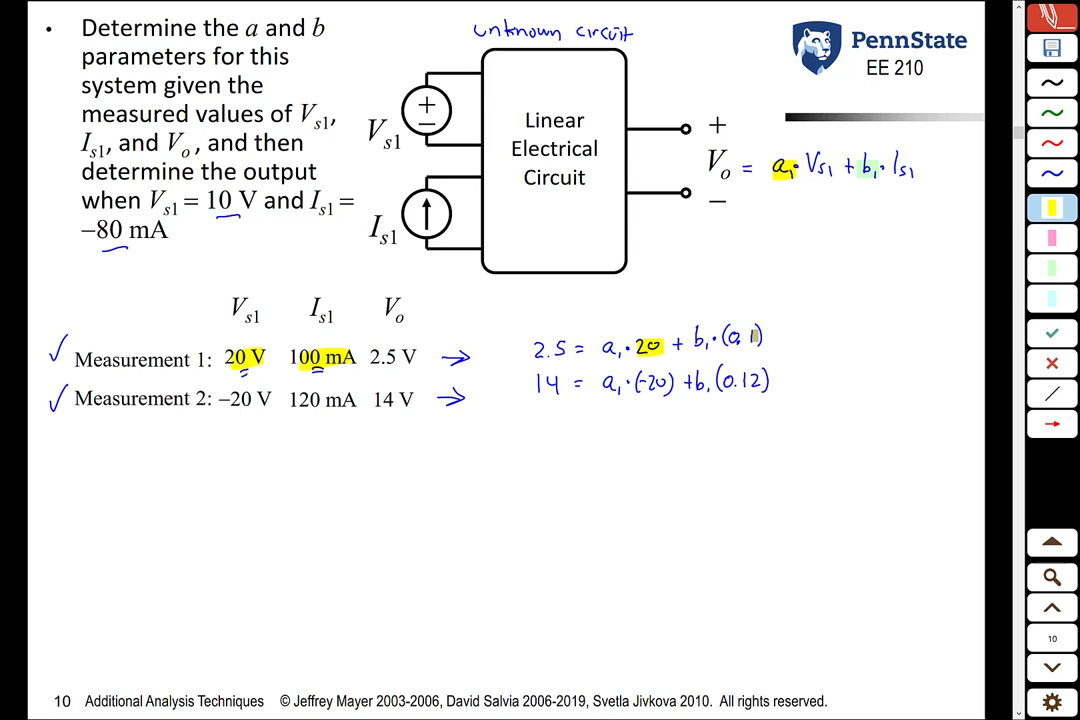 unknown circuit
• Determine the a and b
parameters for this
system given the
measured values of Vs1,
Is1, and Vo, and then
determine the output
when Vs1 = 10 V and Is1 =
−80 mA
Vs1
+
−
Is1
Linear
Electrical
Circuit
+
Vo = a1·Vs1 + b1·Is1
−
PennState
EE 210
Vs1 Is1 Vo
Measurement 1: 20 V 100 mA 2.5 V → 2.5 = a1·20 + b1·(0.1)
Measurement 2: −20 V 120 mA 14 V → 14 = a1·(-20) + b1(0.12)
10 Additional Analysis Techniques © Jeffrey Mayer 2003-2006, David Salvia 2006-2019, Svetla Jivkova 2010. All rights reserved.
10